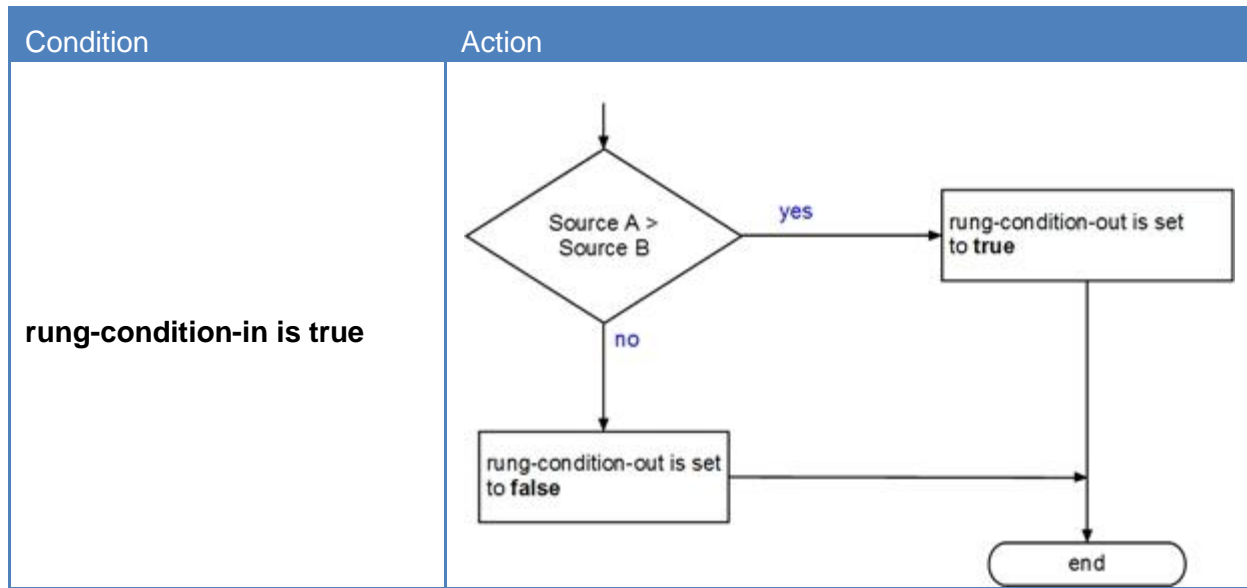 Condition
Action
rung-condition-in is true
Source A >
Source B
yes
rung-condition-out is set
to true
no
rung-condition-out is set
to false
end